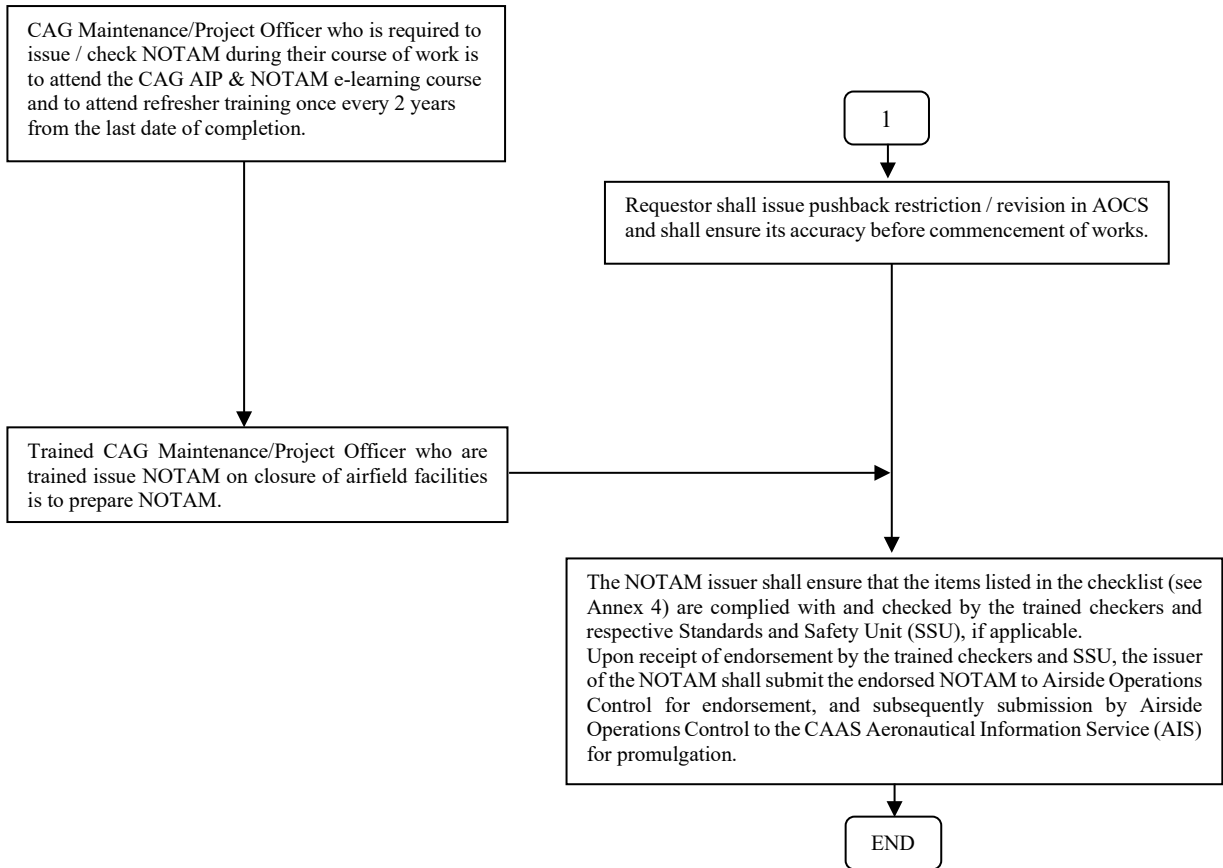 CAG Maintenance/Project Officer who is required to
issue / check NOTAM during their course of work is
to attend the CAG AIP & NOTAM e-learning course
and to attend refresher training once every 2 years
from the last date of completion.
1
Requestor shall issue pushback restriction / revision in AOCS
and shall ensure its accuracy before commencement of works.
Trained CAG Maintenance/Project Officer who are
trained issue NOTAM on closure of airfield facilities
is to prepare NOTAM.
The NOTAM issuer shall ensure that the items listed in the checklist (see
Annex 4) are complied with and checked by the trained checkers and
respective Standards and Safety Unit (SSU), if applicable.
Upon receipt of endorsement by the trained checkers and SSU, the issuer
of the NOTAM shall submit the endorsed NOTAM to Airside Operations
Control for endorsement, and subsequently submission by Airside
Operations Control to the CAAS Aeronautical Information Service (AIS)
for promulgation.
END